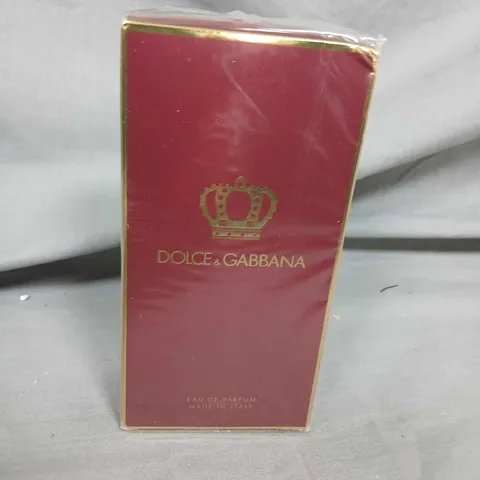 DOLCE & GABBANA
EAU DE PARFUM
MADE IN ITALY